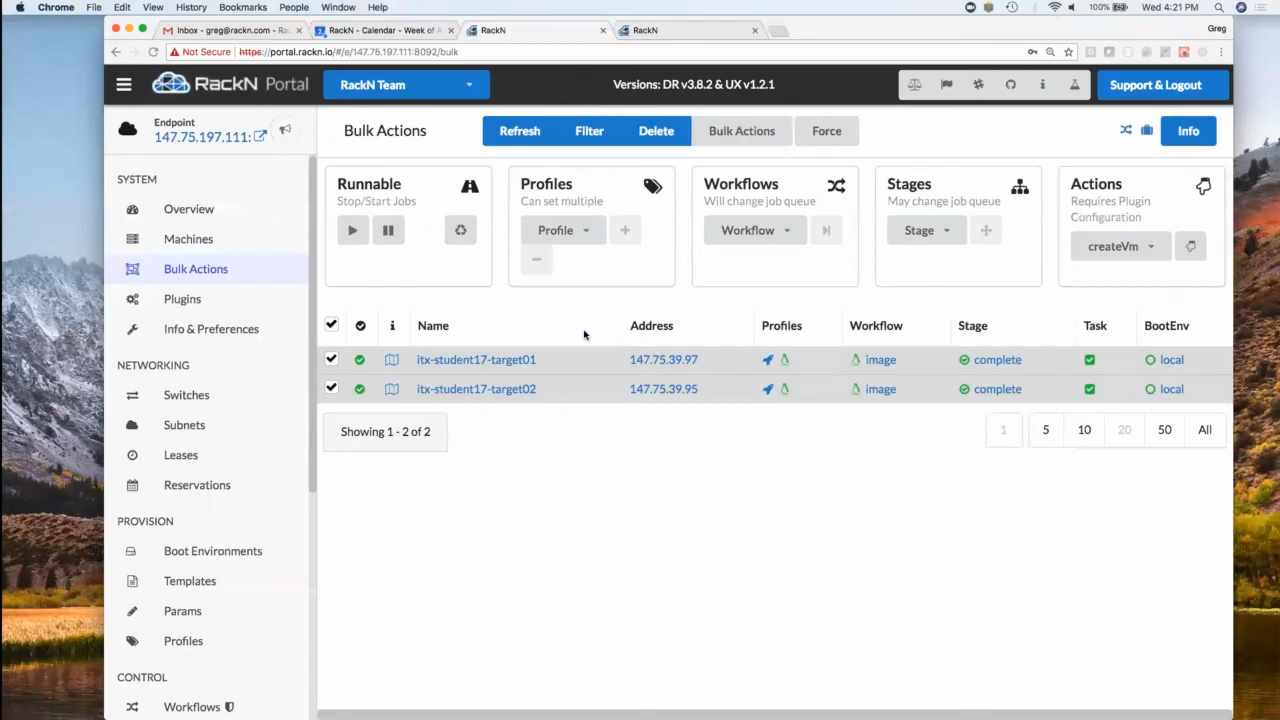 Chrome File Edit View History Bookmarks People Window Help 100% Wed 4:21 PM
Inbox - greg@rackn.com - Ra RackN - Calendar - Week of A RackN RackN Greg
Not Secure https://portal.rackn.io/#/e/147.75.197.111:8092/bulk
RackN Portal RackN Team Versions: DR v3.8.2 & UX v1.2.1 Support & Logout
Endpoint
147.75.197.111:
Bulk Actions Refresh Filter Delete Bulk Actions Force Info
SYSTEM
Overview
Machines
Bulk Actions
Plugins
Info & Preferences
NETWORKING
Switches
Subnets
Leases
Reservations
PROVISION
Boot Environments
Templates
Params
Profiles
CONTROL
Workflows
Runnable
Stop/Start Jobs
Profiles
Can set multiple
Profile
Workflows
Will change job queue
Workflow
Stages
May change job queue
Stage
Actions
Requires Plugin
Configuration
createVm
Name Address Profiles Workflow Stage Task BootEnv
itx-student17-target01 147.75.39.97 image complete local
itx-student17-target02 147.75.39.95 image complete local
Showing 1 - 2 of 2 1 5 10 20 50 All